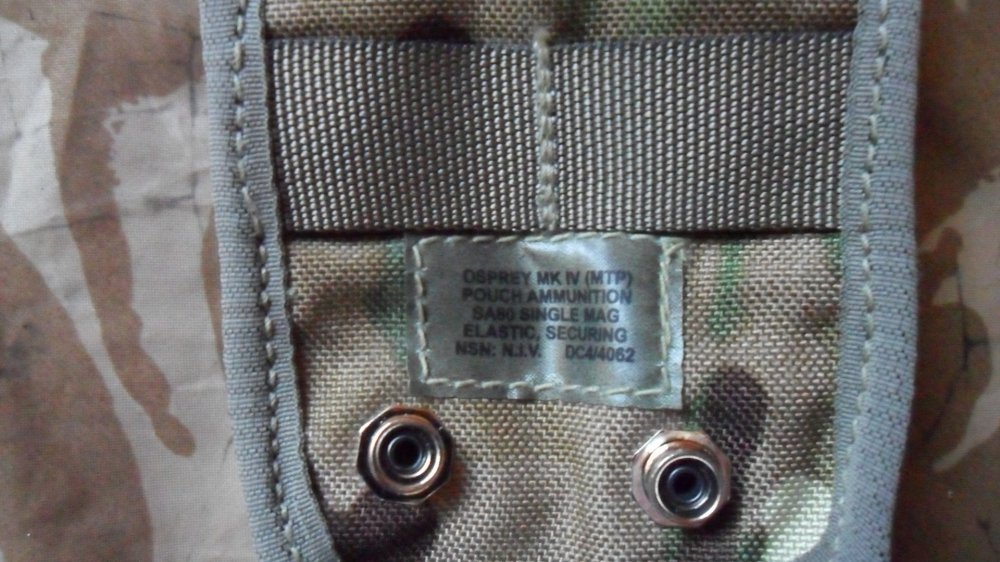 OSPREY MK IV (MTP)
POUCH AMMUNITION
SA80 SINGLE MAG
ELASTIC, SECURING
NSN: N.I.V. DC4/4062